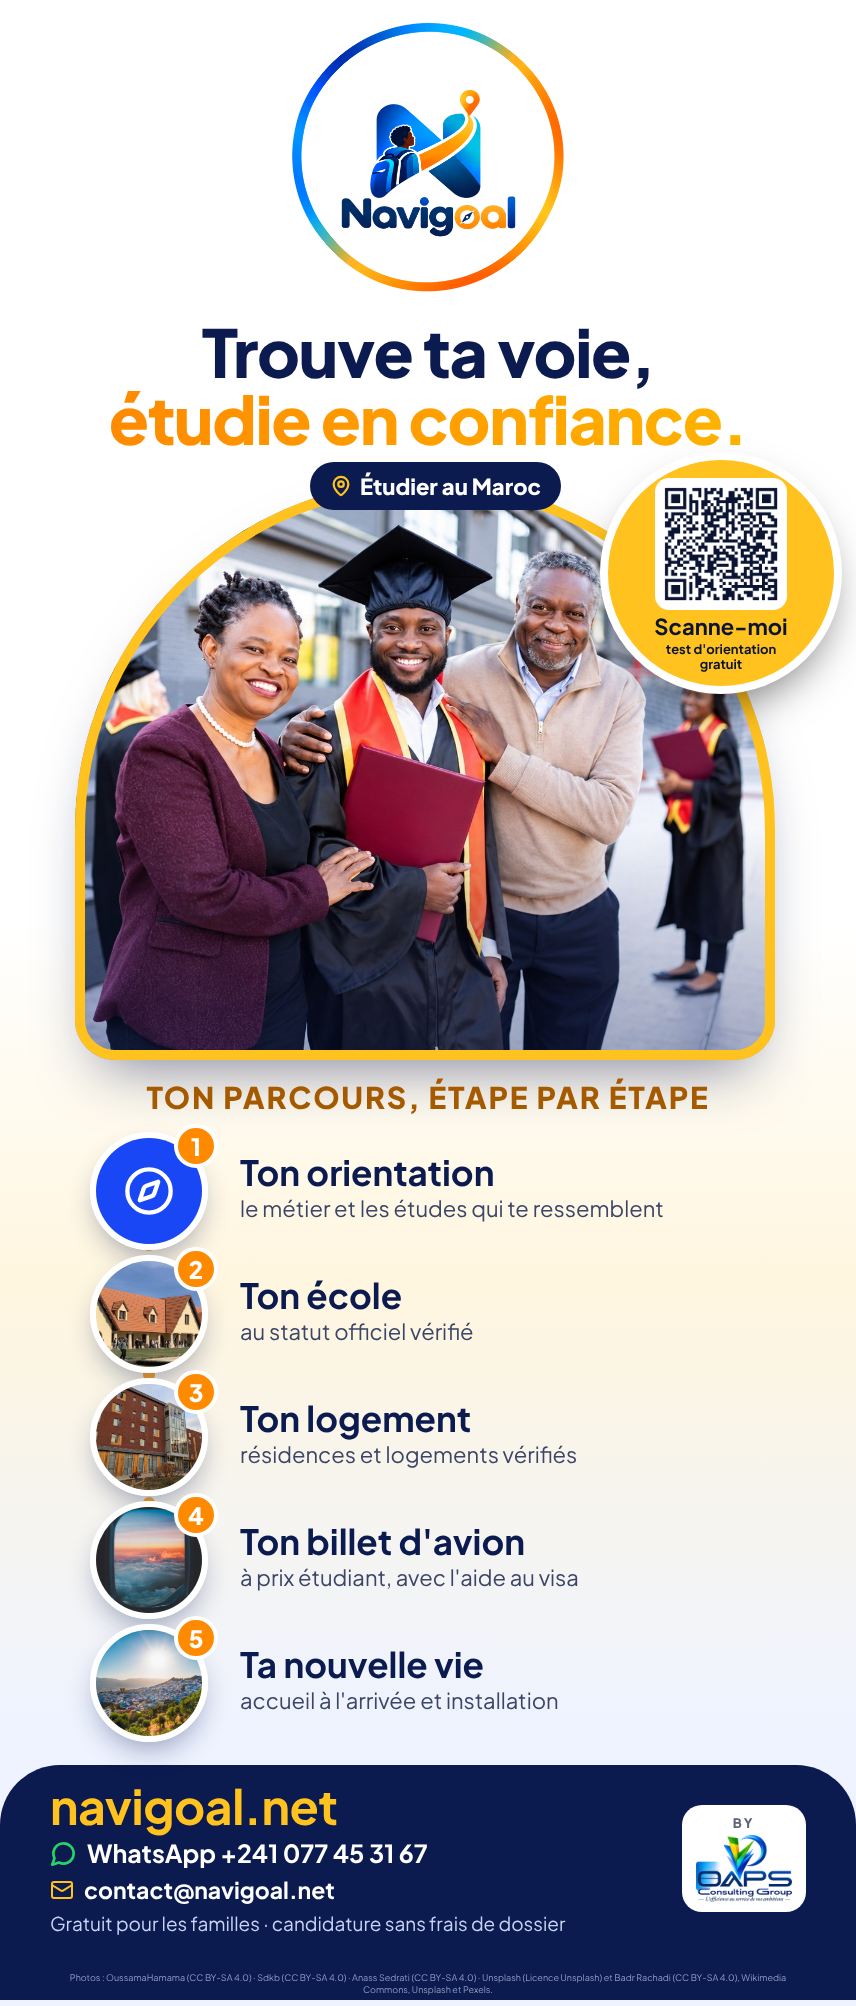 Navigoal
Trouve ta voie,
étudie en confiance.
Étudier au Maroc
Scanne-moi
test d'orientation
gratuit
TON PARCOURS, ÉTAPE PAR ÉTAPE
1
Ton orientation
le métier et les études qui te ressemblent
2
Ton école
au statut officiel vérifié
3
Ton logement
résidences et logements vérifiés
4
Ton billet d'avion
à prix étudiant, avec l'aide au visa
5
Ta nouvelle vie
accueil à l'arrivée et installation
navigoal.net
WhatsApp +241 077 45 31 67
contact@navigoal.net
Gratuit pour les familles · candidature sans frais de dossier
BY
OAPS
Consulting Group
Photos : OussamaHamama (CC BY-SA 4.0) · Sdkb (CC BY-SA 4.0) · Anass Sedrati (CC BY-SA 4.0) · Unsplash (Licence Unsplash) et Badr Rachadi (CC BY-SA 4.0), Wikimedia
Commons, Unsplash et Pexels.